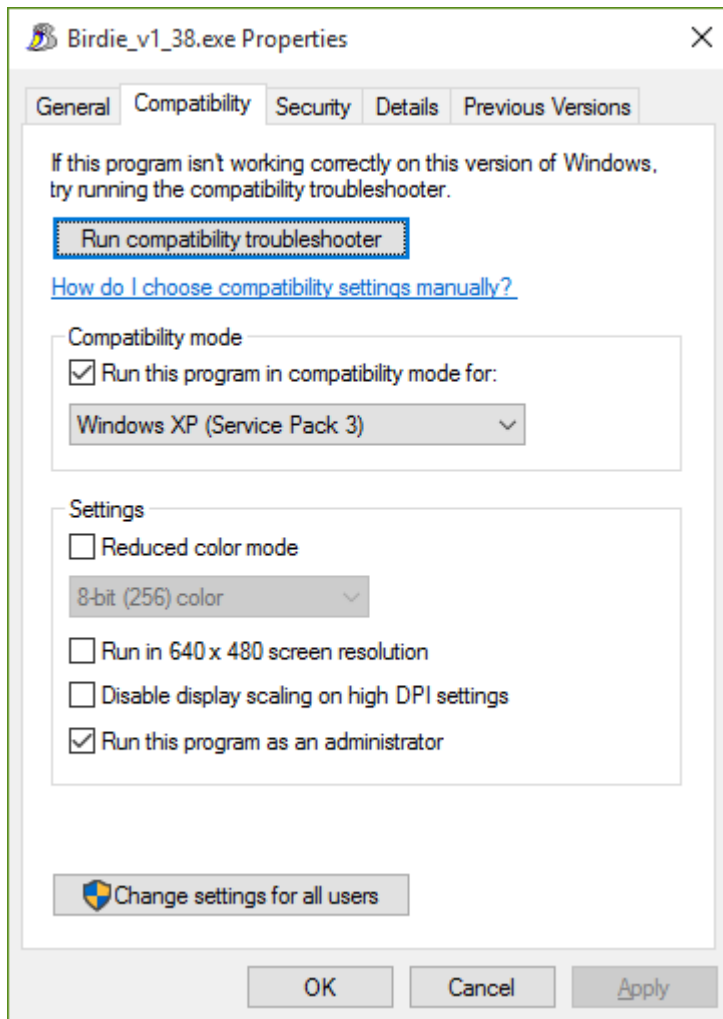 Birdie_v1_38.exe Properties
General Compatibility Security Details Previous Versions
If this program isn't working correctly on this version of Windows,
try running the compatibility troubleshooter.
Run compatibility troubleshooter
How do I choose compatibility settings manually?
Compatibility mode
Run this program in compatibility mode for:
Windows XP (Service Pack 3)
Settings
Reduced color mode
8-bit (256) color
Run in 640 x 480 screen resolution
Disable display scaling on high DPI settings
Run this program as an administrator
Change settings for all users
OK Cancel Apply